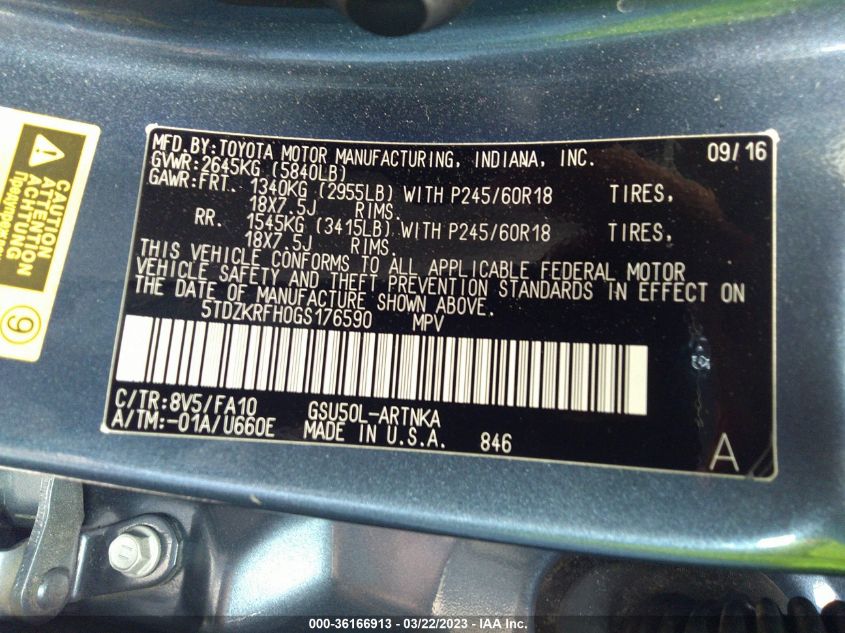 MFD.BY:TOYOTA MOTOR MANUFACTURING, INDIANA, INC. 09/16
GVWR:2645KG (5840LB)
GAWR:FRT. 1340KG (2955LB) WITH P245/60R18 TIRES,
18X7.5J RIMS.
RR. 1545KG (3415LB) WITH P245/60R18 TIRES,
18X7.5J RIMS.
THIS VEHICLE CONFORMS TO ALL APPLICABLE FEDERAL MOTOR
VEHICLE SAFETY AND THEFT PREVENTION STANDARDS IN EFFECT ON
THE DATE OF MANUFACTURE SHOWN ABOVE.
5TDZKRFH0GS176590 MPV
C/TR:8V5/FA10 GSU50L-ARTNKA
A/TM:-01A/U660E MADE IN U.S.A. 846
A
CAUTION
ATTENTION
ACHTUNG
9
000-36166913 - 03/22/2023 - IAA Inc.